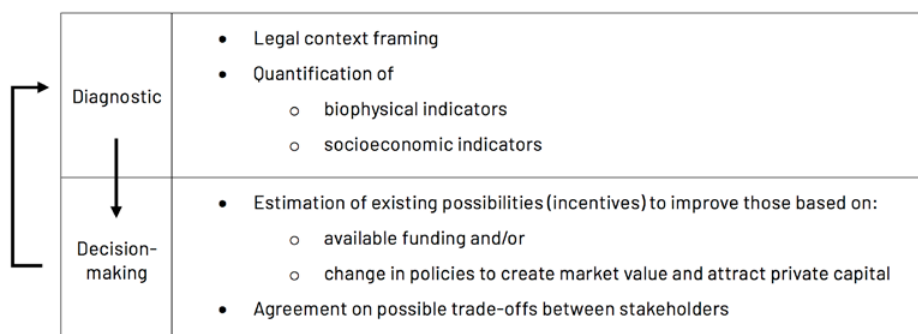 Diagnostic
• Legal context framing
• Quantification of
o biophysical indicators
o socioeconomic indicators
Decision-
making
• Estimation of existing possibilities (incentives) to improve those based on:
o available funding and/or
o change in policies to create market value and attract private capital
• Agreement on possible trade-offs between stakeholders